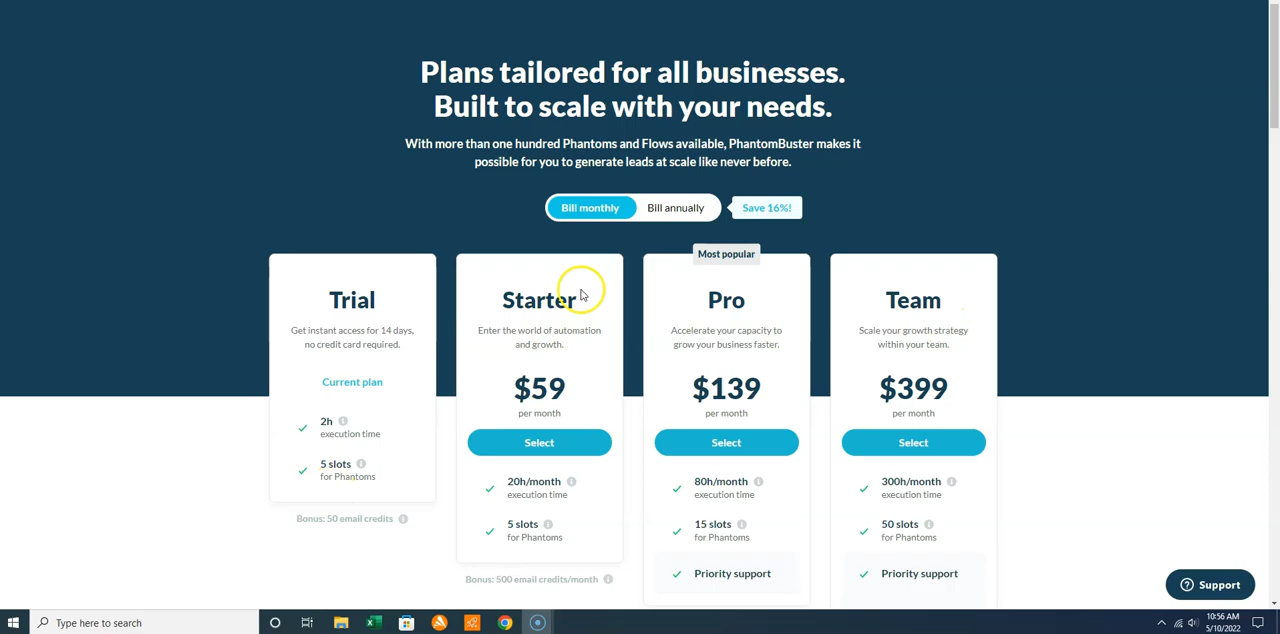 Plans tailored for all businesses.
Built to scale with your needs.
With more than one hundred Phantoms and Flows available, PhantomBuster makes it
possible for you to generate leads at scale like never before.
Bill monthly
Bill annually
Save 16%!
Trial
Get instant access for 14 days,
no credit card required.
Current plan
2h
execution time
5 slots
for Phantoms
Bonus: 50 email credits
Starter
Enter the world of automation
and growth.
$59
per month
Select
20h/month
execution time
5 slots
for Phantoms
Bonus: 500 email credits/month
Most popular
Pro
Accelerate your capacity to
grow your business faster.
$139
per month
Select
80h/month
execution time
15 slots
for Phantoms
Priority support
Team
Scale your growth strategy
within your team.
$399
per month
Select
300h/month
execution time
50 slots
for Phantoms
Priority support
Support
Type here to search
10:56 AM
5/10/2022